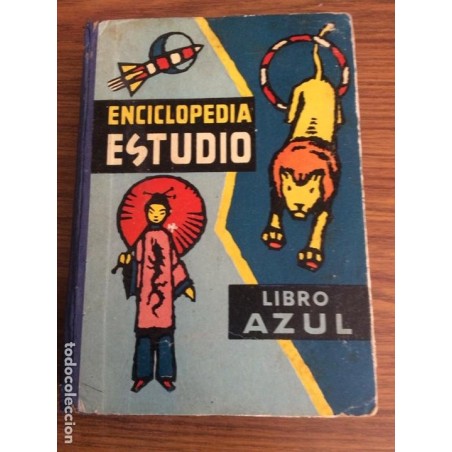 ENCICLOPEDIA
ESTUDIO
LIBRO
AZUL
todocoleccion